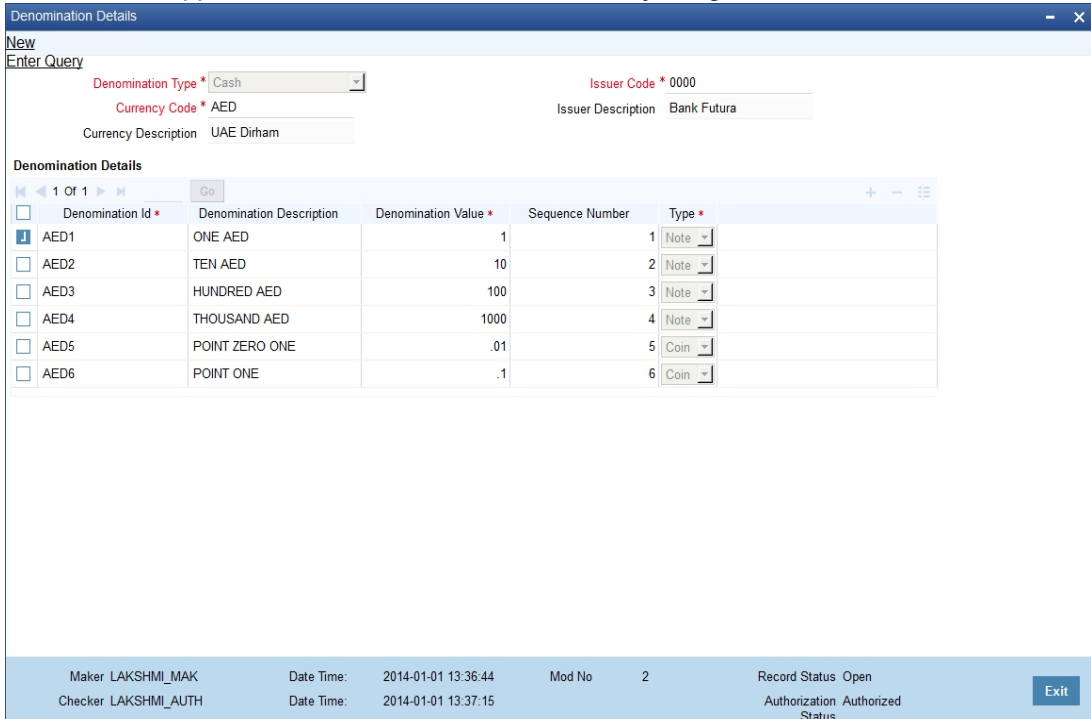 Denomination Details
New
Enter Query
Denomination Type * Cash
Issuer Code * 0000
Currency Code * AED
Issuer Description Bank Futura
Currency Description UAE Dirham
Denomination Details
1 Of 1 Go
Denomination Id * Denomination Description Denomination Value * Sequence Number Type *
AED1 ONE AED 1 1 Note
AED2 TEN AED 10 2 Note
AED3 HUNDRED AED 100 3 Note
AED4 THOUSAND AED 1000 4 Note
AED5 POINT ZERO ONE .01 5 Coin
AED6 POINT ONE .1 6 Coin
Maker LAKSHMI_MAK Date Time: 2014-01-01 13:36:44 Mod No 2 Record Status Open
Checker LAKSHMI_AUTH Date Time: 2014-01-01 13:37:15 Authorization Authorized
Status
Exit